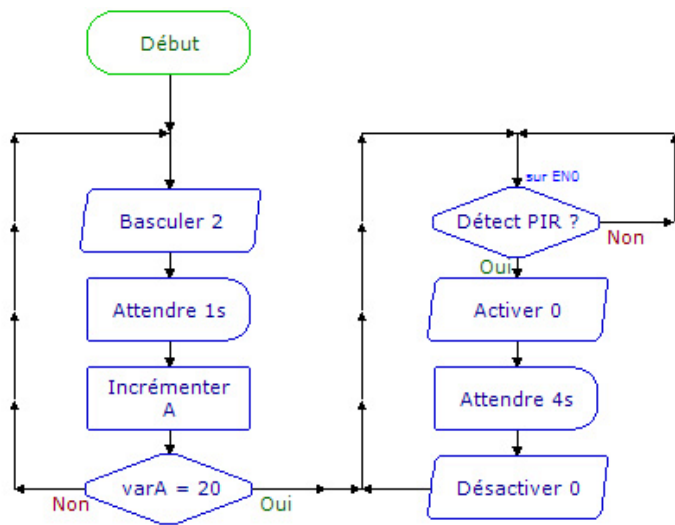 Début
Basculer 2
Attendre 1s
Incrémenter
A
varA = 20
Non
Oui
sur EN0
Détect PIR ?
Non
Oui
Activer 0
Attendre 4s
Désactiver 0